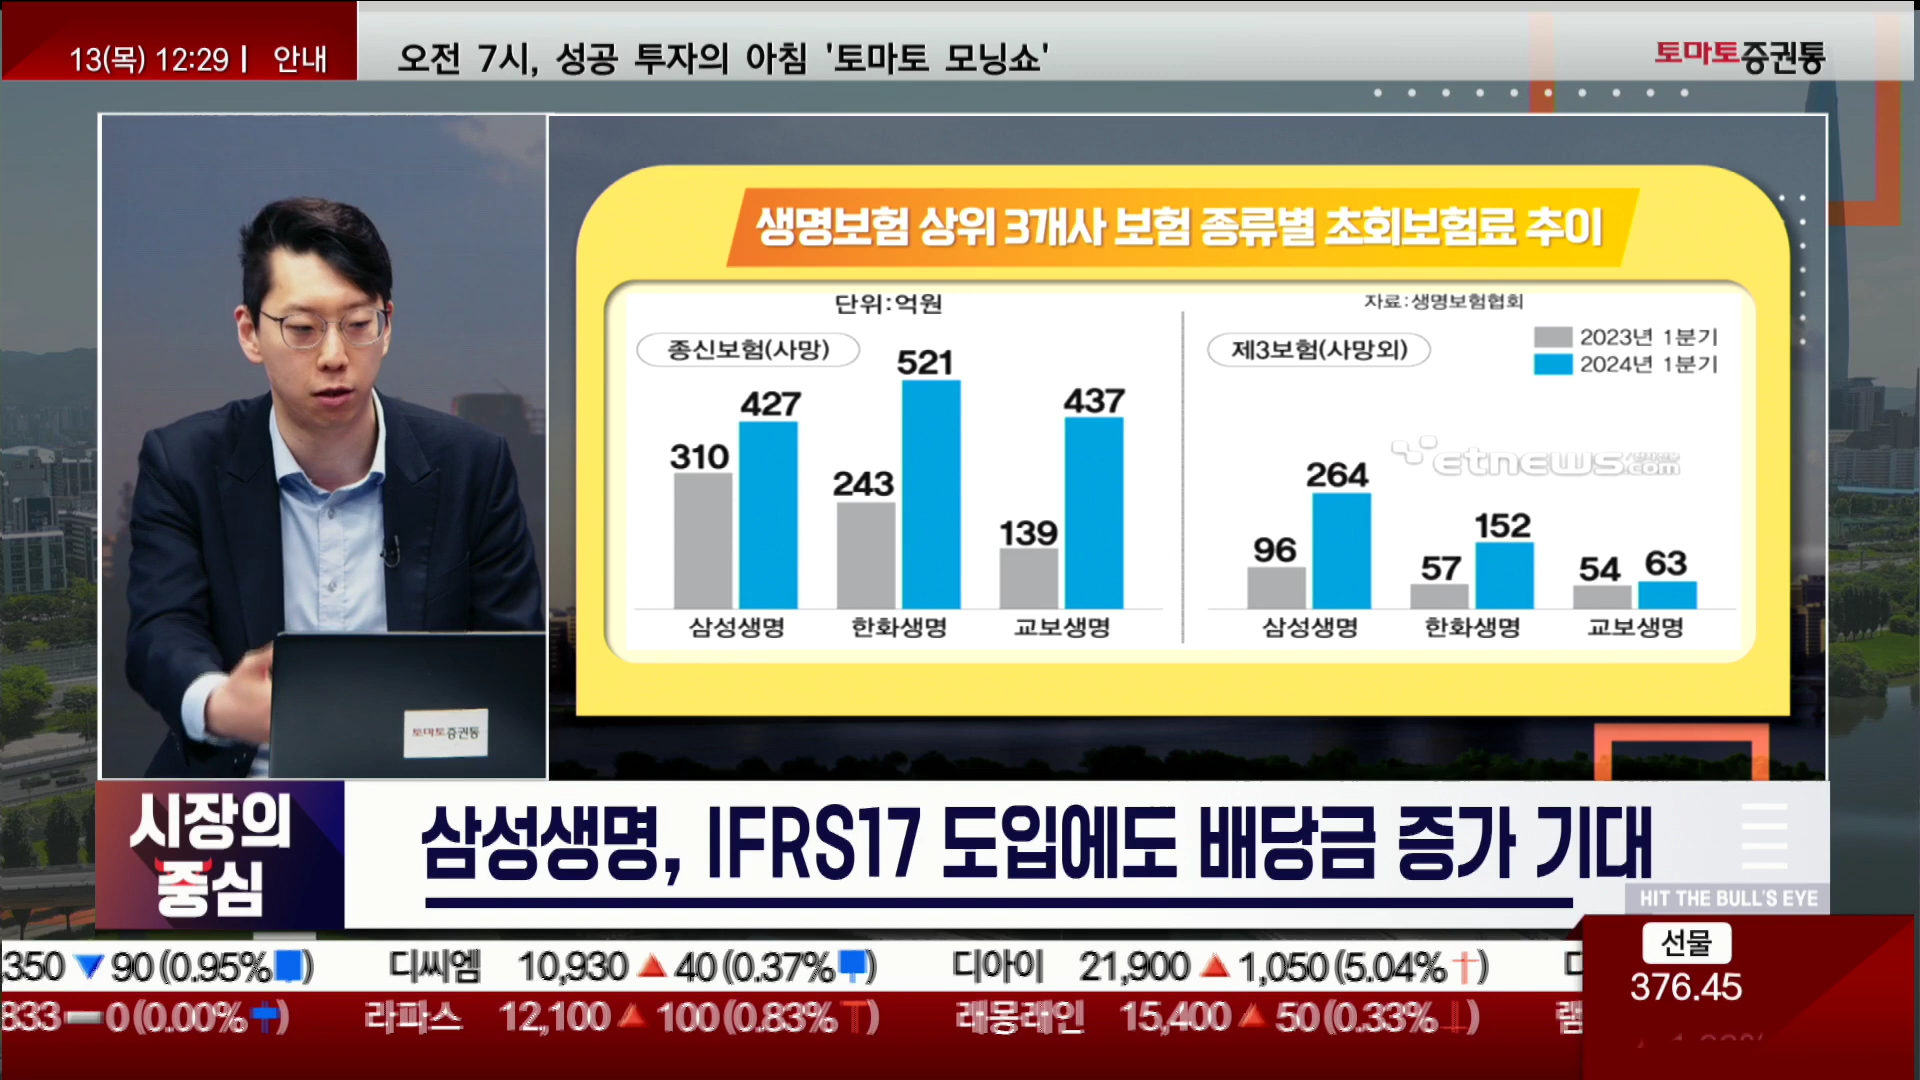 13(목) 12:29 | 안내
오전 7시, 성공 투자의 아침 '토마토 모닝쇼'
토마토증권통
생명보험 상위 3개사 보험 종류별 초회보험료 추이
단위:억원
자료:생명보험협회
종신보험(사망)
제3보험(사망외)
2023년 1분기
2024년 1분기
310 427 243 521 139 437
삼성생명 한화생명 교보생명
etnews.com
96 264 57 152 54 63
삼성생명 한화생명 교보생명
토마토증권통
시장의
중심
삼성생명, IFRS17 도입에도 배당금 증가 기대
HIT THE BULL'S EYE
350 ▼ 90 (0.95%) 디씨엠 10,930 ▲ 40 (0.37%) 디아이 21,900 ▲ 1,050 (5.04%)
833 0 (0.00%) 라파스 12,100 ▲ 100 (0.83%) 래몽래인 15,400 ▲ 50 (0.33%) 램
선물
376.45